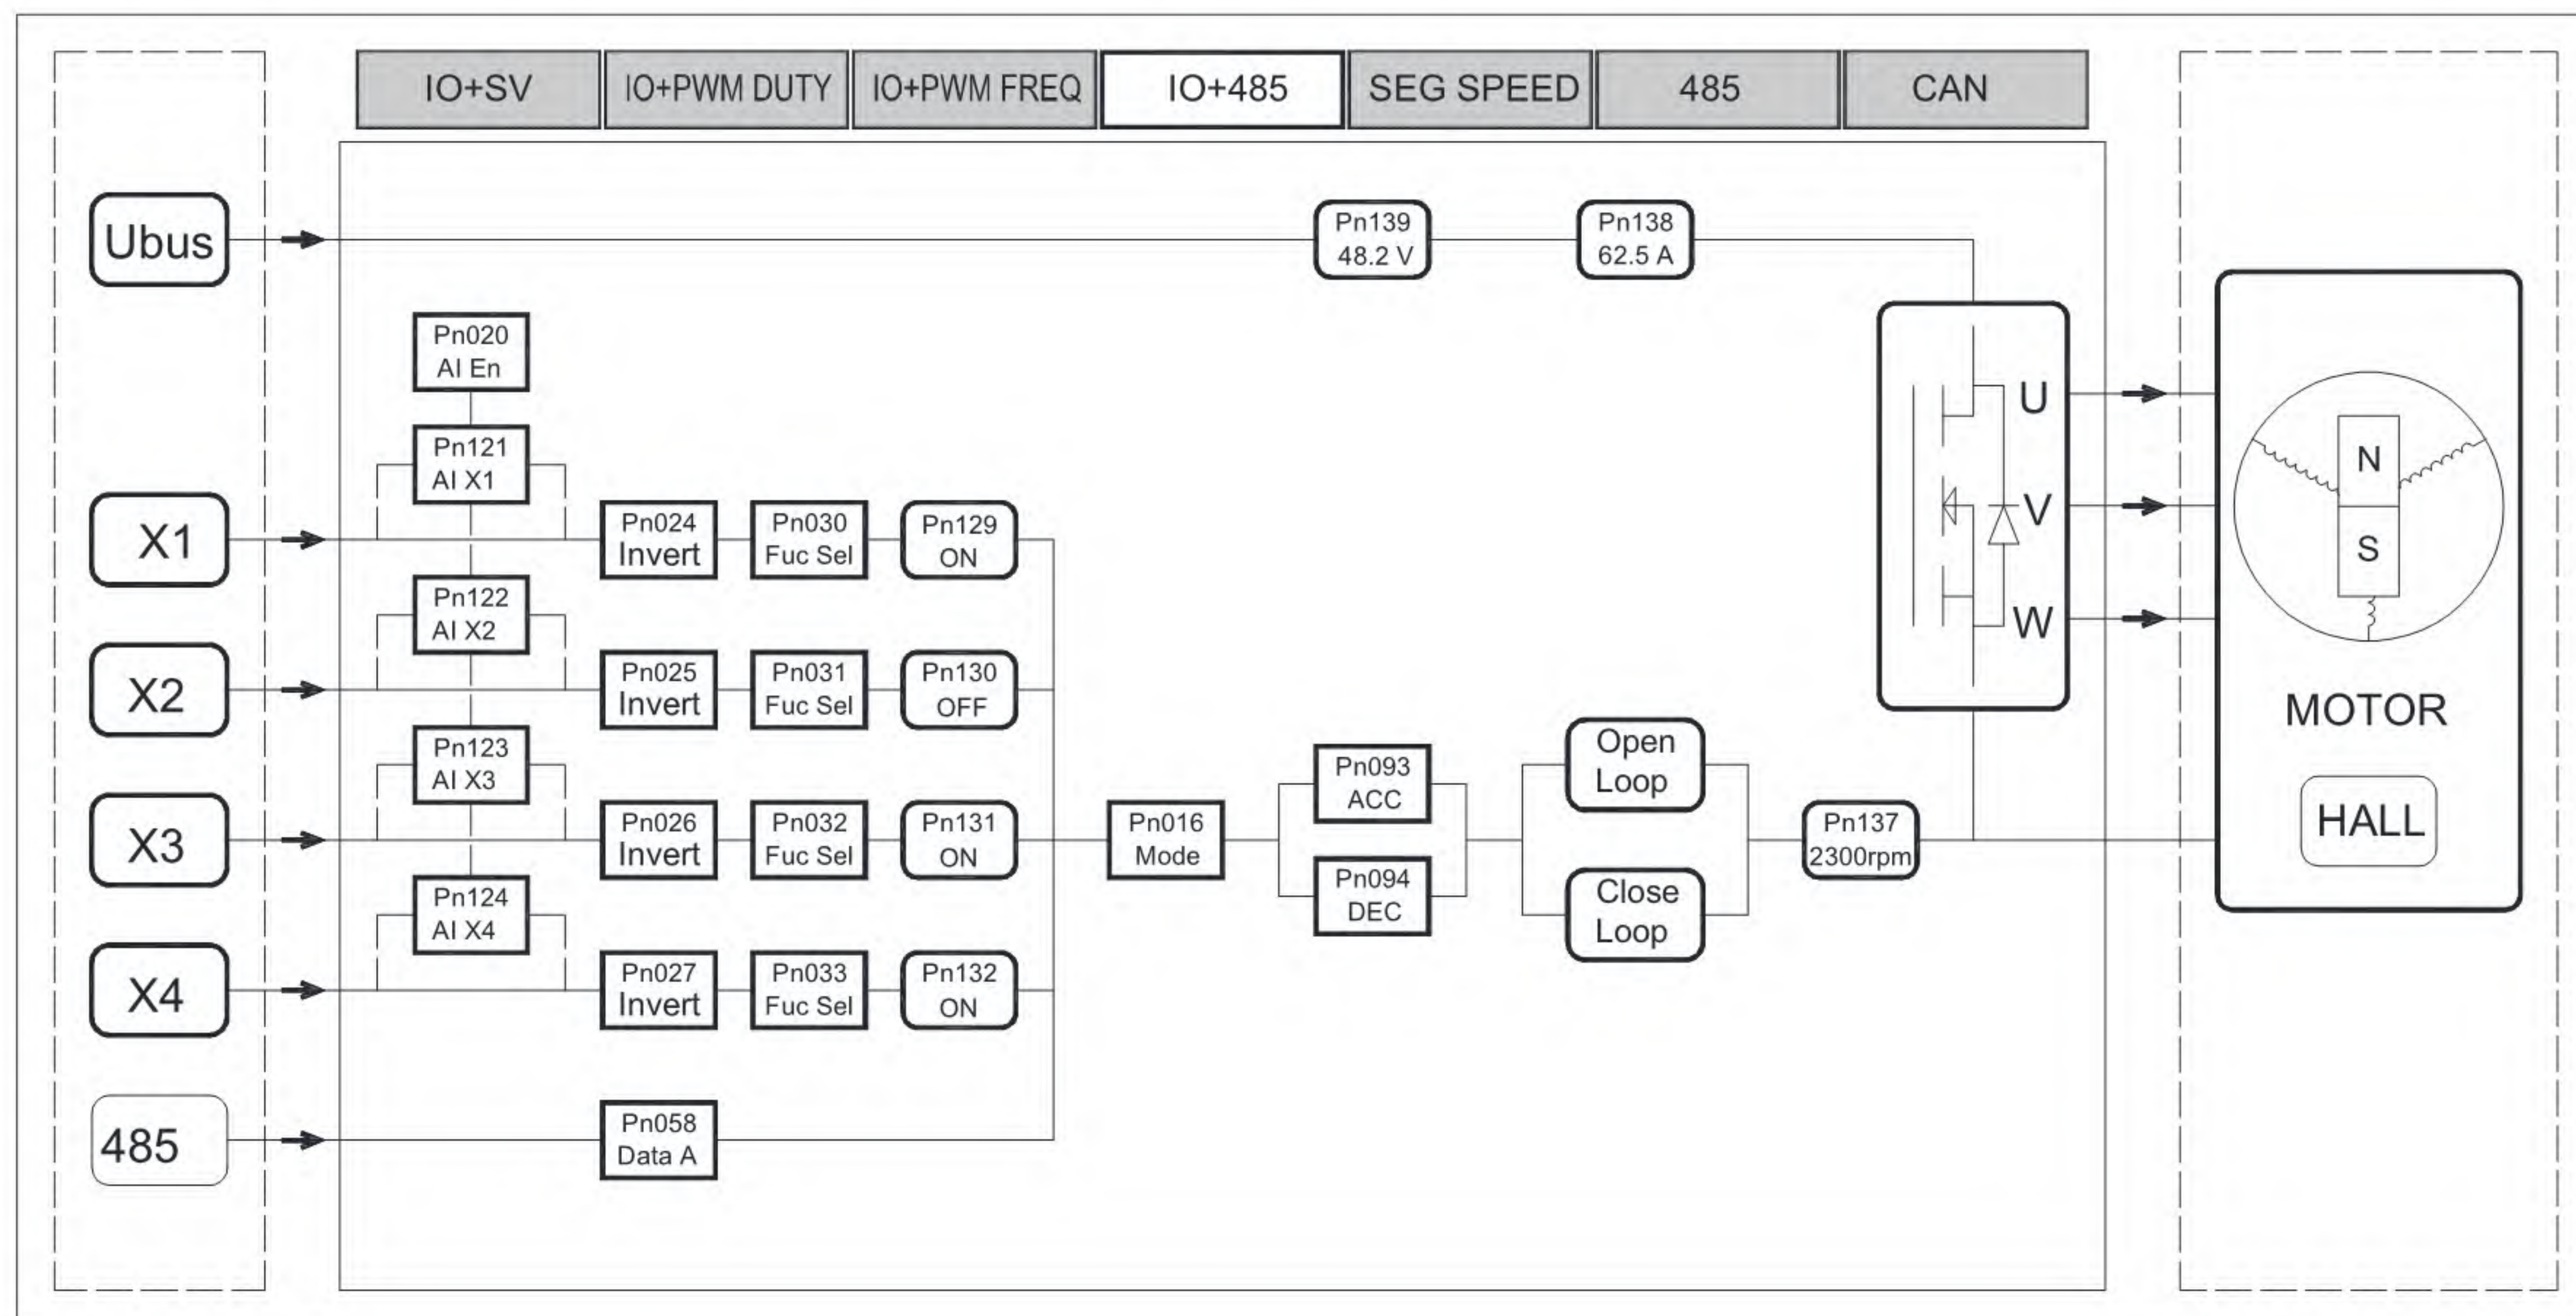 IO+SV
IO+PWM DUTY
IO+PWM FREQ
IO+485
SEG SPEED
485
CAN
Ubus
Pn139
48.2 V
Pn138
62.5 A
Pn020
AI En
Pn121
AI X1
X1
Pn024
Invert
Pn030
Fuc Sel
Pn129
ON
Pn122
AI X2
X2
Pn025
Invert
Pn031
Fuc Sel
Pn130
OFF
Pn123
AI X3
X3
Pn026
Invert
Pn032
Fuc Sel
Pn131
ON
Pn124
AI X4
X4
Pn027
Invert
Pn033
Fuc Sel
Pn132
ON
485
Pn058
Data A
Pn016
Mode
Pn093
ACC
Pn094
DEC
Open
Loop
Close
Loop
Pn137
2300rpm
U
V
W
N
S
MOTOR
HALL